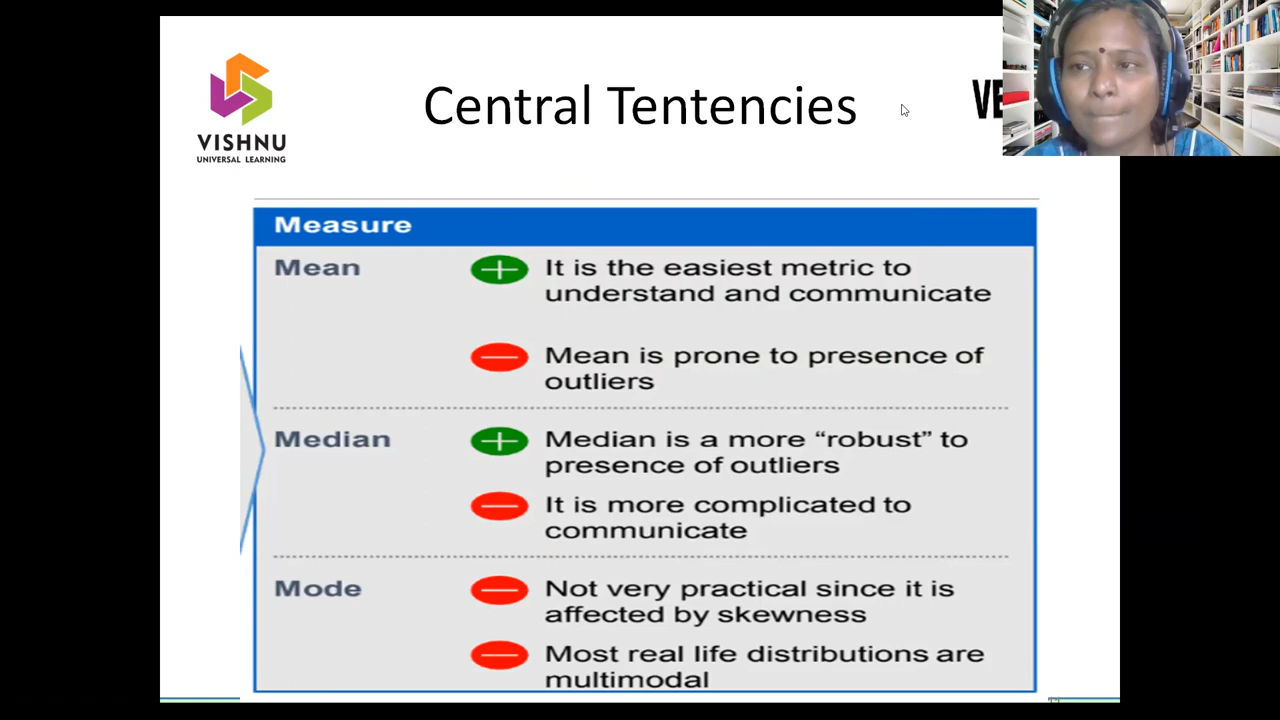 VISHNU
UNIVERSAL LEARNING
Central Tentencies
VE
Measure
Mean
It is the easiest metric to
understand and communicate
Mean is prone to presence of
outliers
Median
Median is a more “robust” to
presence of outliers
It is more complicated to
communicate
Mode
Not very practical since it is
affected by skewness
Most real life distributions are
multimodal